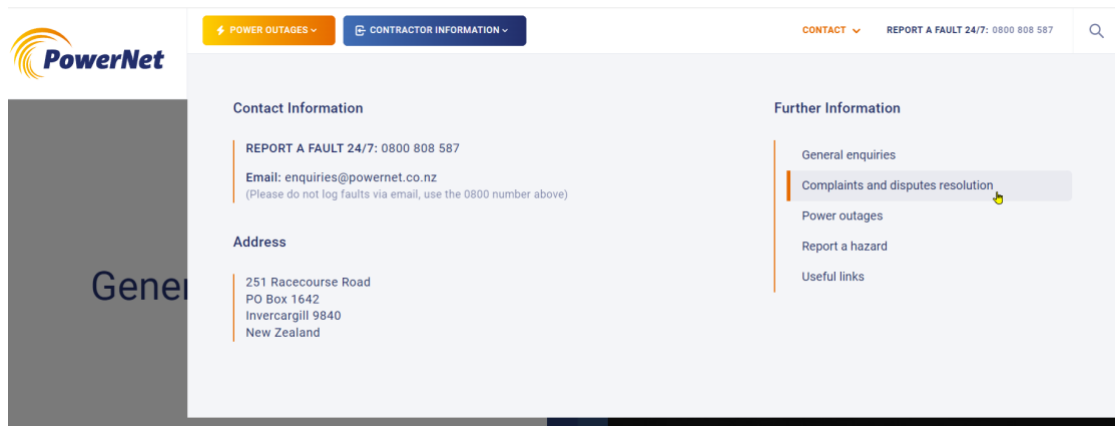 PowerNet
POWER OUTAGES
CONTRACTOR INFORMATION
CONTACT
REPORT A FAULT 24/7: 0800 808 587
Contact Information
REPORT A FAULT 24/7: 0800 808 587
Email: enquiries@powernet.co.nz
(Please do not log faults via email, use the 0800 number above)
Address
251 Racecourse Road
PO Box 1642
Invercargill 9840
New Zealand
Further Information
General enquiries
Complaints and disputes resolution
Power outages
Report a hazard
Useful links
Gene